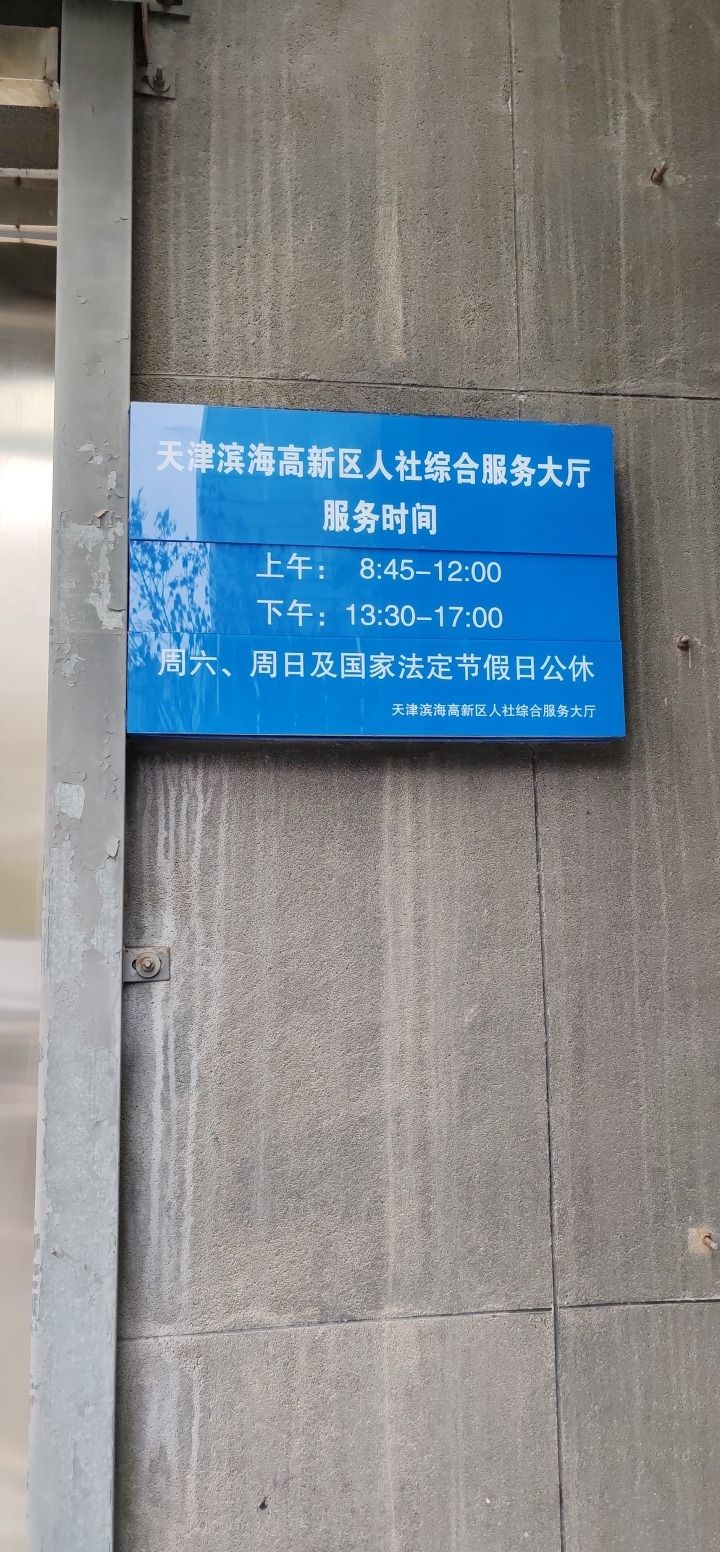 天津滨海高新区人社综合服务大厅
服务时间
上午： 8:45-12:00
下午：13:30-17:00
周六、周日及国家法定节假日公休
天津滨海高新区人社综合服务大厅